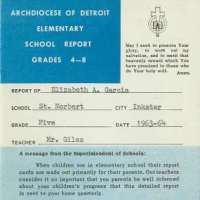 ARCHDIOCESE OF DETROIT
ELEMENTARY
SCHOOL REPORT
GRADES 4—8
May I seek to promote Your
glory, to work out my
salvation, and to merit that
heavenly reward which You
have promised to those who
do Your holy will.
Amen.
REPORT OF Elizabeth A. Garcia
SCHOOL St. Norbert CITY Inkster
GRADE Five DATE 1963-64
TEACHER Mr. Giles
A message from the Superintendent of Schools:
When children are in elementary school their report
cards are made out primarily for their parents. Our teachers
consider it so important that you parents be well informed
about your children's progress that this detailed report
is sent to your home quarterly.